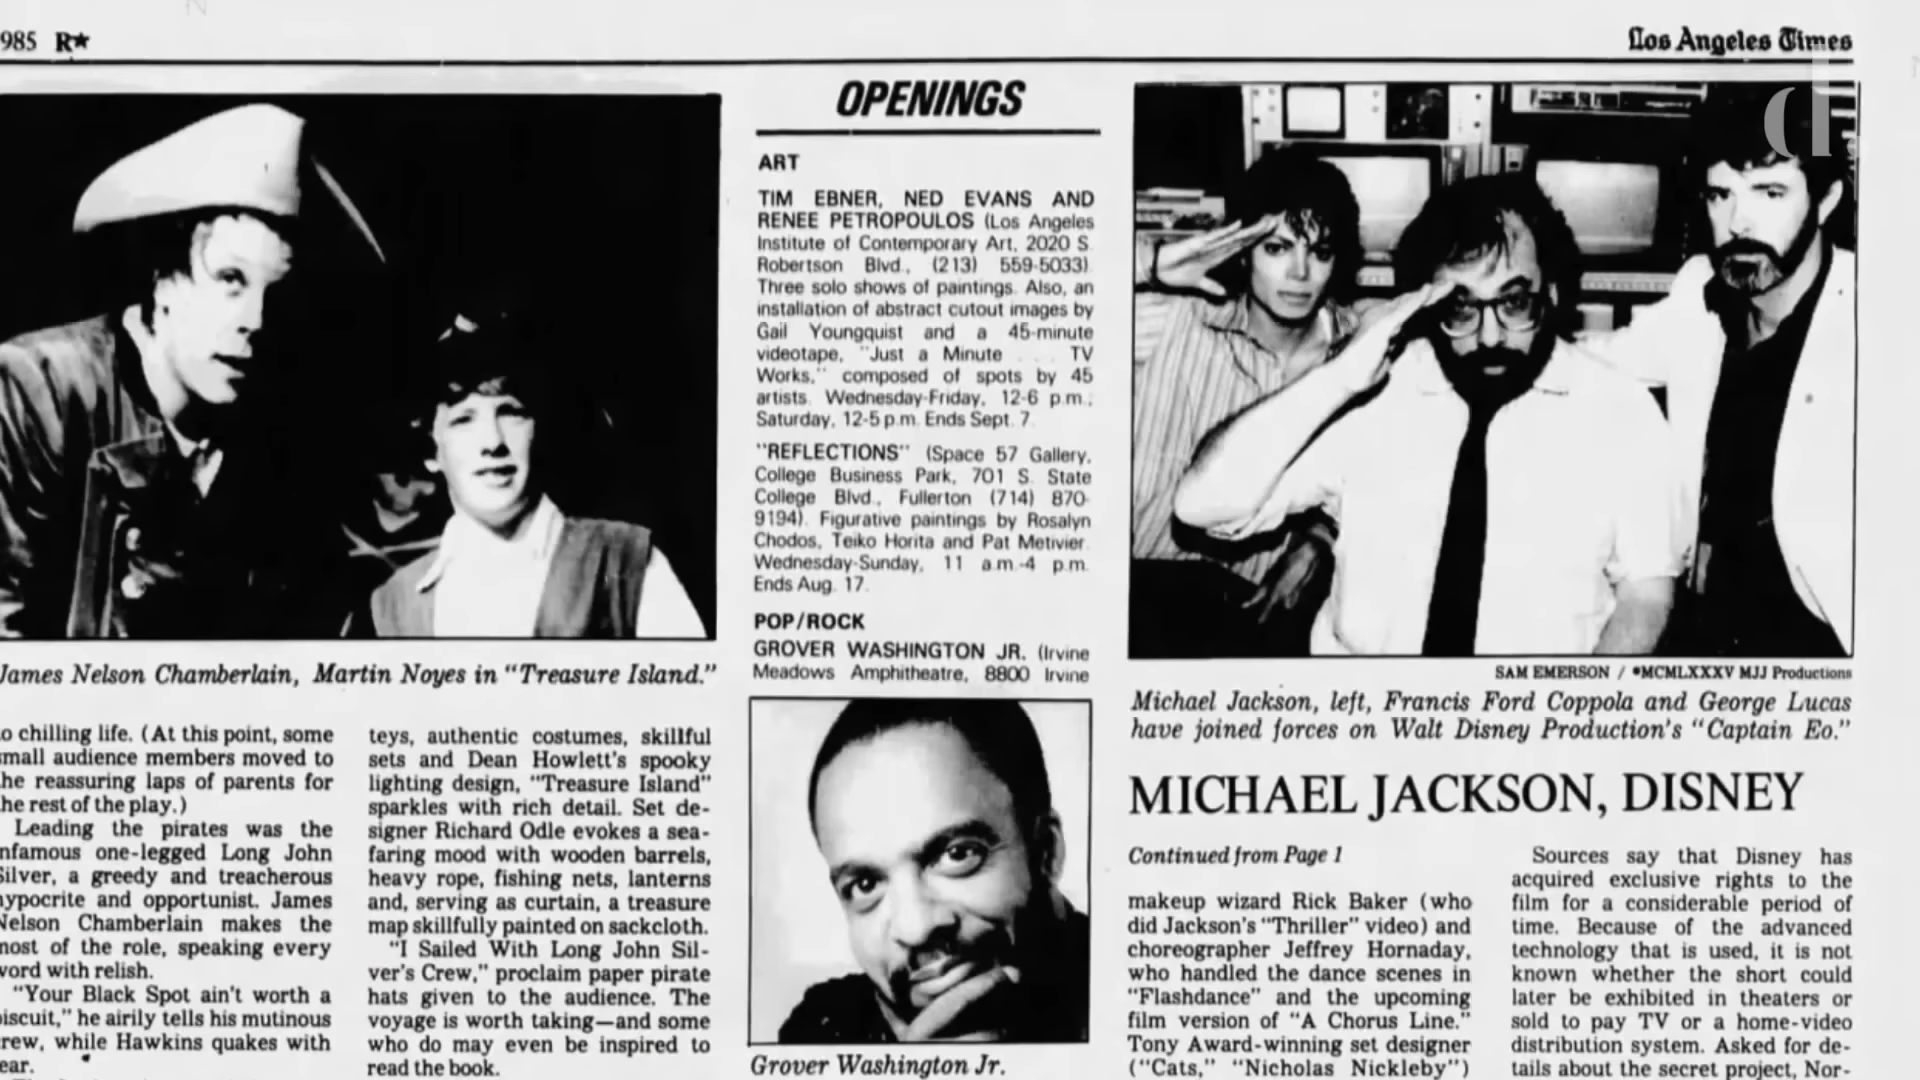 985 R★
Los Angeles Times
James Nelson Chamberlain, Martin Noyes in "Treasure Island."
o chilling life. (At this point, some
small audience members moved to
the reassuring laps of parents for
the rest of the play.)
Leading the pirates was the
infamous one-legged Long John
Silver, a greedy and treacherous
hypocrite and opportunist. James
Nelson Chamberlain makes the
most of the role, speaking every
word with relish.
"Your Black Spot ain't worth a
biscuit," he airily tells his mutinous
crew, while Hawkins quakes with
ear.
teys, authentic costumes, skillful
sets and Dean Howlett's spooky
lighting design, "Treasure Island"
sparkles with rich detail. Set de-
signer Richard Odle evokes a sea-
faring mood with wooden barrels,
heavy rope, fishing nets, lanterns
and, serving as curtain, a treasure
map skillfully painted on sackcloth.
"I Sailed With Long John Sil-
ver's Crew," proclaim paper pirate
hats given to the audience. The
voyage is worth taking—and some
who do may even be inspired to
read the book.
OPENINGS
ART
TIM EBNER, NED EVANS AND
RENEE PETROPOULOS (Los Angeles
Institute of Contemporary Art, 2020 S.
Robertson Blvd., (213) 559-5033).
Three solo shows of paintings. Also, an
installation of abstract cutout images by
Gail Youngquist and a 45-minute
videotape, "Just a Minute . . . TV
Works," composed of spots by 45
artists. Wednesday-Friday, 12-6 p.m.;
Saturday, 12-5 p.m. Ends Sept. 7.
"REFLECTIONS" (Space 57 Gallery,
College Business Park, 701 S. State
College Blvd., Fullerton (714) 870-
9194). Figurative paintings by Rosalyn
Chodos, Teiko Horita and Pat Metivier.
Wednesday-Sunday, 11 a.m.-4 p.m.
Ends Aug. 17.
POP/ROCK
GROVER WASHINGTON JR. (Irvine
Meadows Amphitheatre, 8800 Irvine
Grover Washington Jr.
SAM EMERSON / ©MCMLXXXV MJJ Productions
Michael Jackson, left, Francis Ford Coppola and George Lucas
have joined forces on Walt Disney Production's "Captain Eo."
MICHAEL JACKSON, DISNEY
Continued from Page 1
makeup wizard Rick Baker (who
did Jackson's "Thriller" video) and
choreographer Jeffrey Hornaday,
who handled the dance scenes in
"Flashdance" and the upcoming
film version of "A Chorus Line."
Tony Award-winning set designer
("Cats," "Nicholas Nickleby")
Sources say that Disney has
acquired exclusive rights to the
film for a considerable period of
time. Because of the advanced
technology that is used, it is not
known whether the short could
later be exhibited in theaters or
sold to pay TV or a home-video
distribution system. Asked for de-
tails about the secret project, Nor-